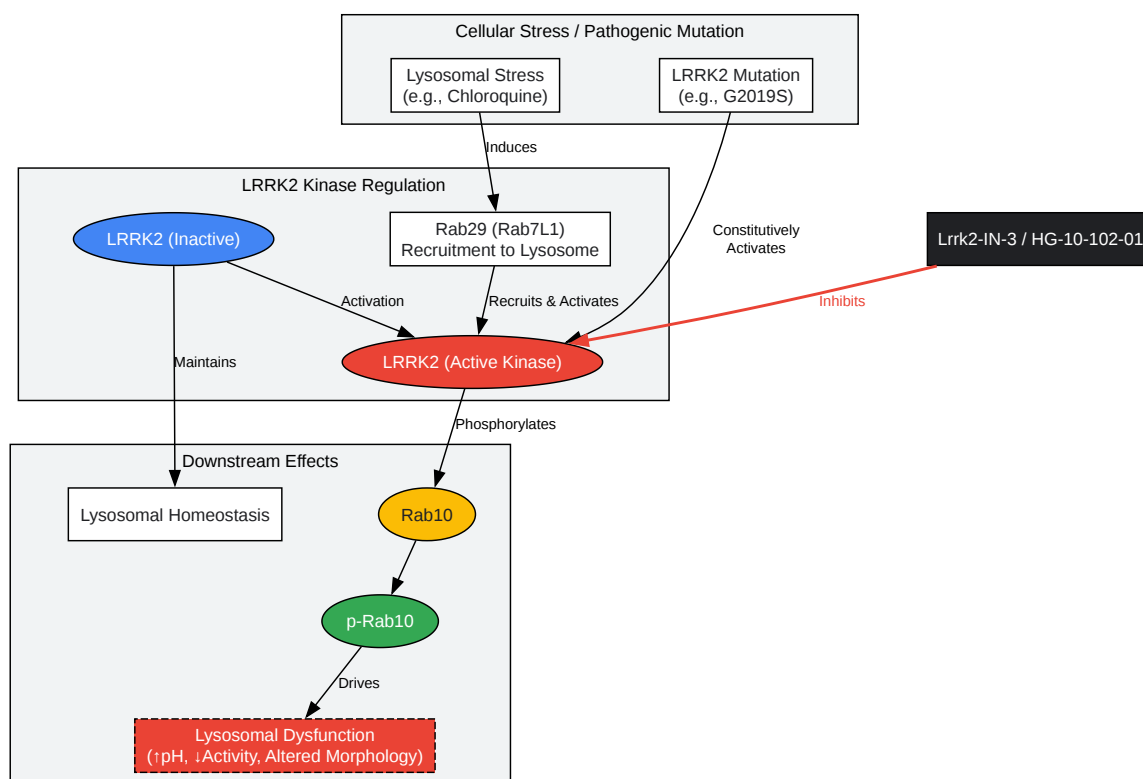 Cellular Stress / Pathogenic Mutation
Lysosomal Stress
(e.g., Chloroquine)
LRRK2 Mutation
(e.g., G2019S)
Induces
LRRK2 Kinase Regulation
LRRK2 (Inactive)
Rab29 (Rab7L1)
Recruitment to Lysosome
Constitutively
Activates
Lrrk2-IN-3 / HG-10-102-01
Activation
Recruits & Activates
Inhibits
Maintains
LRRK2 (Active Kinase)
Phosphorylates
Downstream Effects
Lysosomal Homeostasis
Rab10
p-Rab10
Drives
Lysosomal Dysfunction
(↑pH, ↓Activity, Altered Morphology)